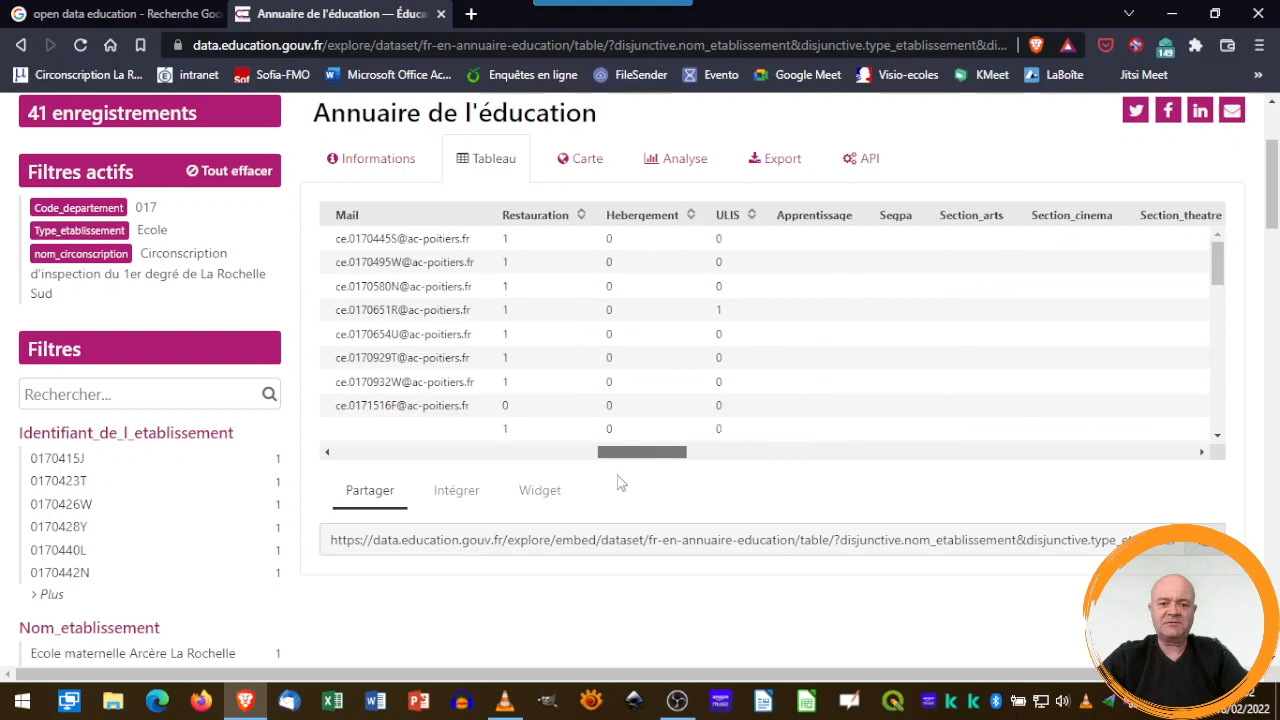 open data education - Recherche Goo
Annuaire de l'éducation — Éduca
data.education.gouv.fr/explore/dataset/fr-en-annuaire-education/table/?disjunctive.nom_etablissement&disjunctive.type_etablissement&di...
149
Circonscription La R...
intranet
Sofia-FMO
Microsoft Office Ac...
Enquêtes en ligne
FileSender
Evento
Google Meet
Visio-ecoles
KMeet
LaBoîte
Jitsi Meet
»
41 enregistrements
Annuaire de l'éducation
Informations
Tableau
Carte
Analyse
Export
API
Filtres actifs
Tout effacer
Code_departement 017
Type_etablissement Ecole
nom_circonscription Circonscription
d'inspection du 1er degré de La Rochelle
Sud
Mail Restauration Hebergement ULIS Apprentissage Segpa Section_arts Section_cinema Section_theatre
ce.0170445S@ac-poitiers.fr 1 0 0
ce.0170495W@ac-poitiers.fr 1 0 0
ce.0170580N@ac-poitiers.fr 1 0 0
ce.0170651R@ac-poitiers.fr 1 0 1
ce.0170654U@ac-poitiers.fr 1 0 0
ce.0170929T@ac-poitiers.fr 1 0 0
ce.0170932W@ac-poitiers.fr 1 0 0
ce.0171516F@ac-poitiers.fr 0 0 0
1 0 0
Filtres
Rechercher...
Identifiant_de_l_etablissement
0170415J 1
0170423T 1
0170426W 1
0170428Y 1
0170440L 1
0170442N 1
> Plus
Nom_etablissement
Ecole maternelle Arcère La Rochelle 1
Partager
Intégrer
Widget
https://data.education.gouv.fr/explore/embed/dataset/fr-en-annuaire-education/table/?disjunctive.nom_etablissement&disjunctive.type_et
/02/2022